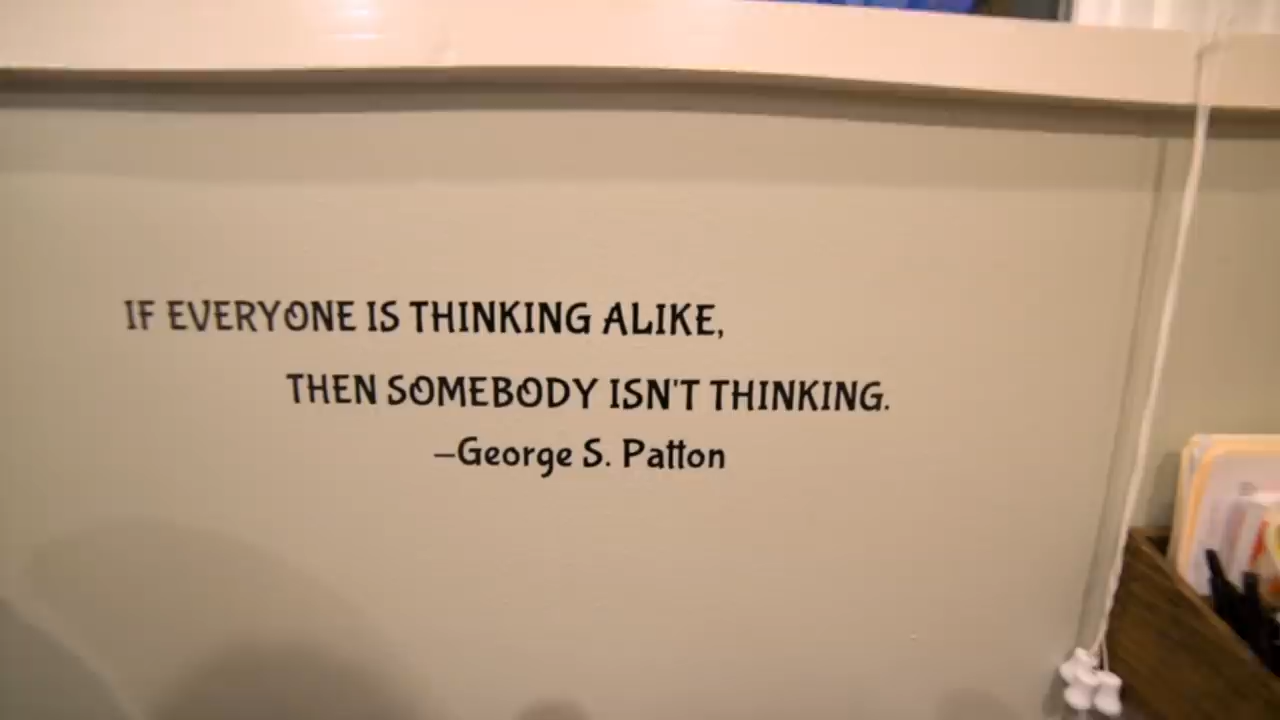 IF EVERYONE IS THINKING ALIKE,
THEN SOMEBODY ISN'T THINKING.
—George S. Patton